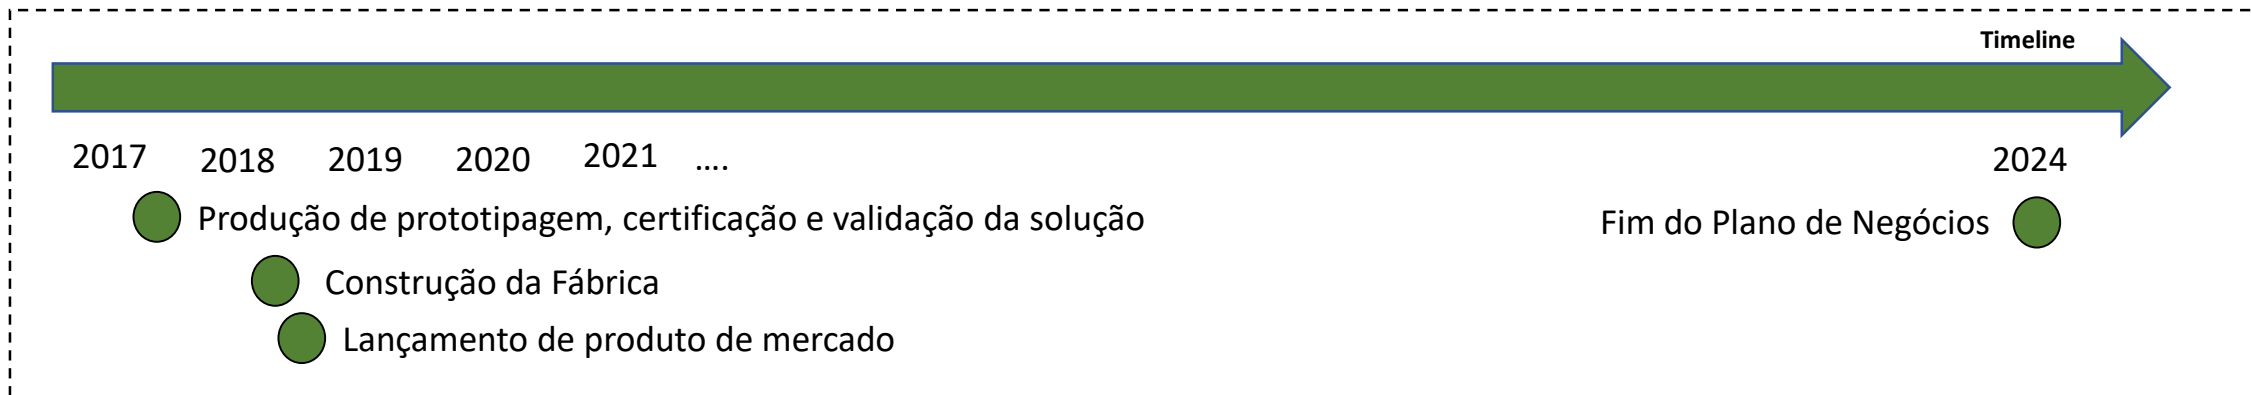 Timeline
2017 2018 2019 2020 2021 .... 2024
Produção de prototipagem, certificação e validação da solução
Fim do Plano de Negócios
Construção da Fábrica
Lançamento de produto de mercado